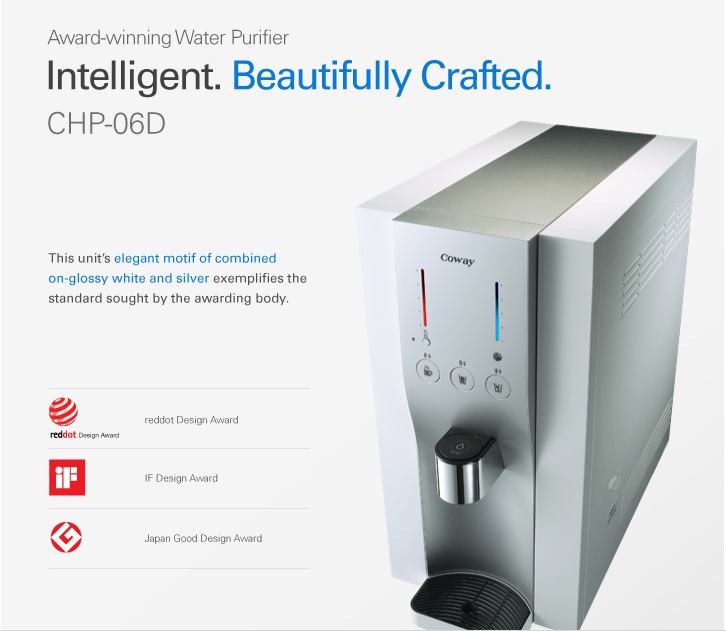 Award-winning Water Purifier
Intelligent. Beautifully Crafted.
CHP-06D
This unit's elegant motif of combined
on-glossy white and silver exemplifies the
standard sought by the awarding body.
Coway
reddot Design Award
reddot Design Award
iF
IF Design Award
Japan Good Design Award